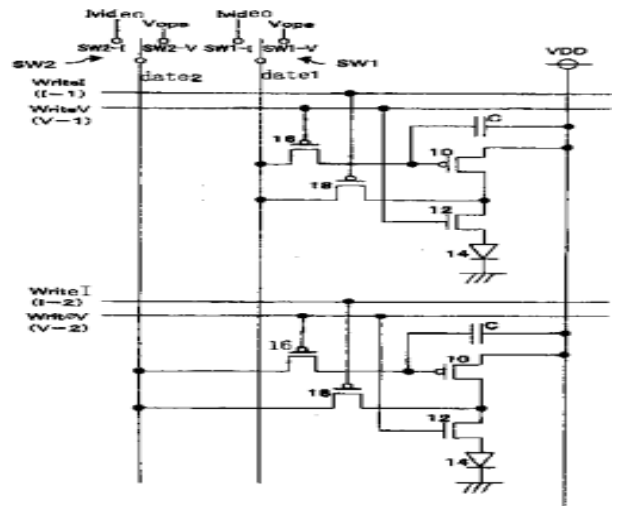 Ivideo Ivideo
Vope Vope
SW2-I SW2-V SW1-I SW1-V VDD
SW2 SW1
date2 date1
WriteI
(I-1)
WriteV
(V-1)
C
16
10
18
12
14
WriteI
(I-2)
WriteV
(V-2)
C
16
10
18
12
14